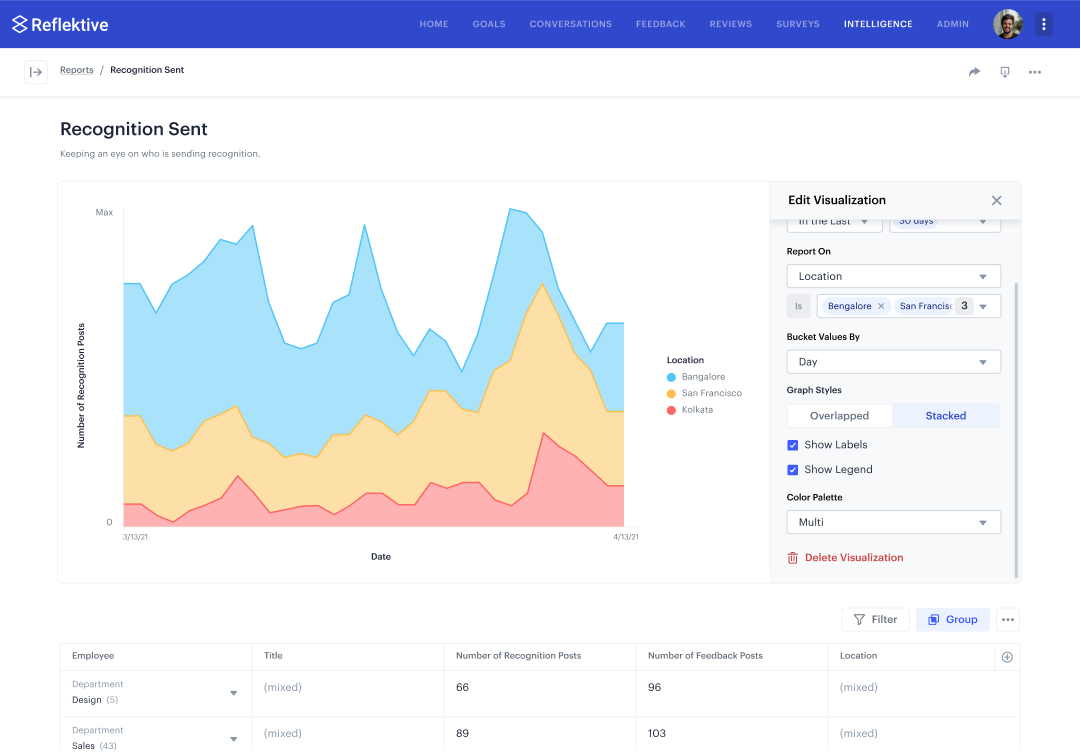 Reflektive
HOME GOALS CONVERSATIONS FEEDBACK REVIEWS SURVEYS INTELLIGENCE ADMIN
Reports / Recognition Sent
Recognition Sent
Keeping an eye on who is sending recognition.
Max
0
Number of Recognition Posts
3/13/21 4/13/21
Date
Location
Bangalore
San Francisco
Kolkata
Edit Visualization
In the Last 30 days
Report On
Location
Is Bangalore San Francisc 3
Bucket Values By
Day
Graph Styles
Overlapped Stacked
Show Labels
Show Legend
Color Palette
Multi
Delete Visualization
Filter Group
Employee Title Number of Recognition Posts Number of Feedback Posts Location
Department
Design (5) (mixed) 66 96 (mixed)
Department
Sales (43) (mixed) 89 103 (mixed)